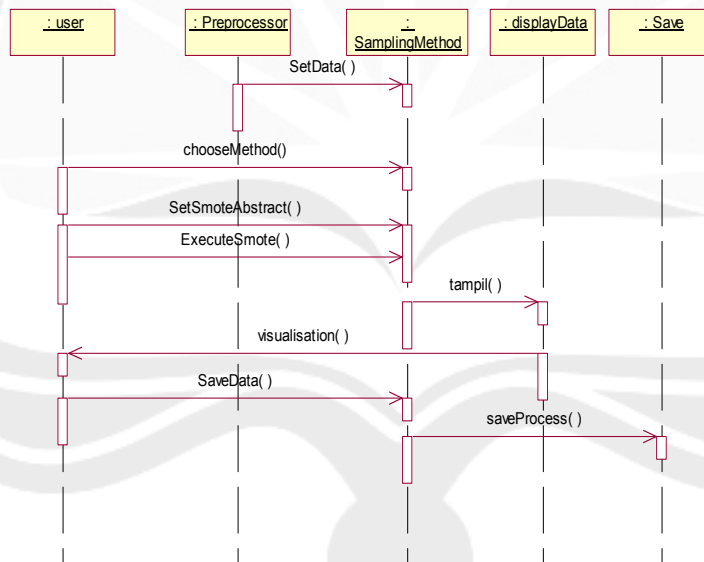 : user
: Preprocessor
:
SamplingMethod
: displayData
: Save
SetData( )
chooseMethod()
SetSmoteAbstract( )
ExecuteSmote( )
tampil( )
visualisation( )
SaveData( )
saveProcess( )